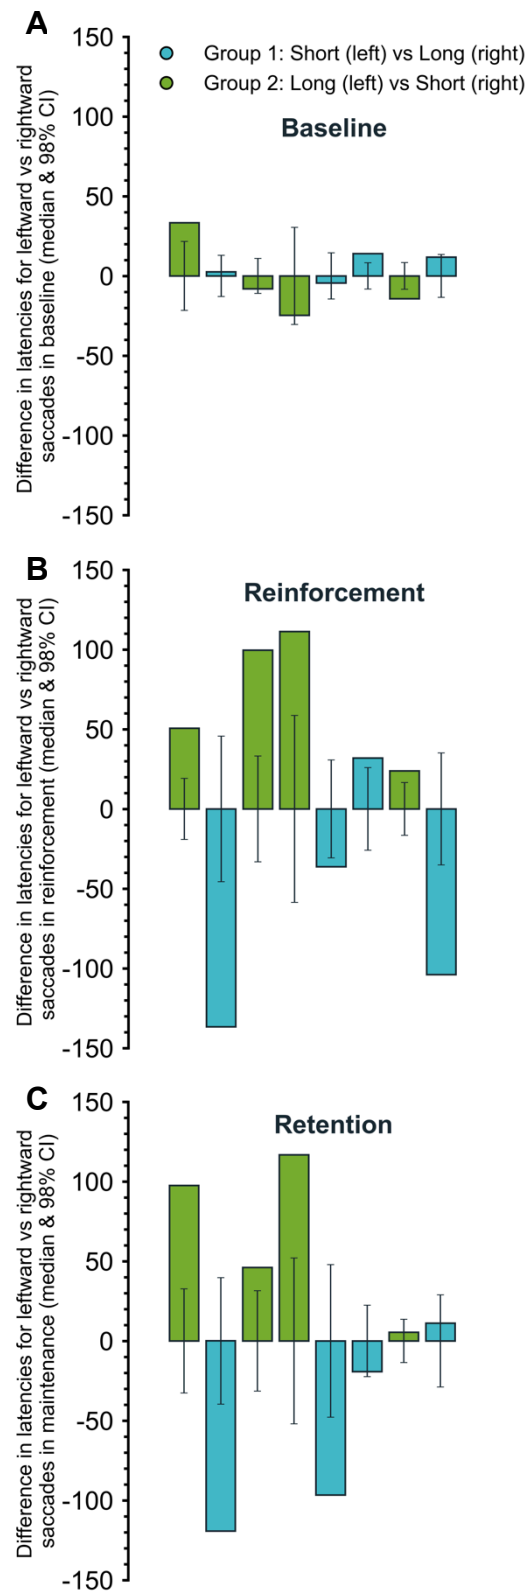 A
150
100
50
0
-50
-100
-150
Difference in latencies for leftward vs rightward
saccades in baseline (median & 98% CI)
Group 1: Short (left) vs Long (right)
Group 2: Long (left) vs Short (right)
Baseline
B
150
100
50
0
-50
-100
-150
Difference in latencies for leftward vs rightward
saccades in reinforcement (median & 98% CI)
Reinforcement
C
150
100
50
0
-50
-100
-150
Difference in latencies for leftward vs rightward
saccades in maintenance (median & 98% CI)
Retention